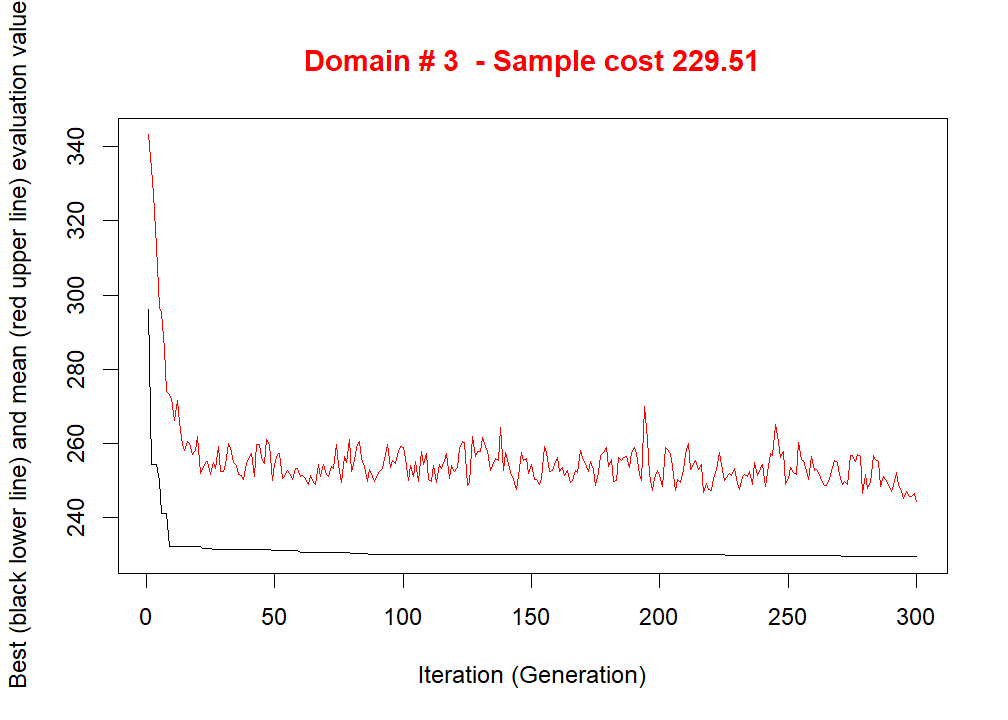 Domain # 3  - Sample cost 229.51
Best (black lower line) and mean (red upper line) evaluation value
340
320
300
280
260
240
0 50 100 150 200 250 300
Iteration (Generation)